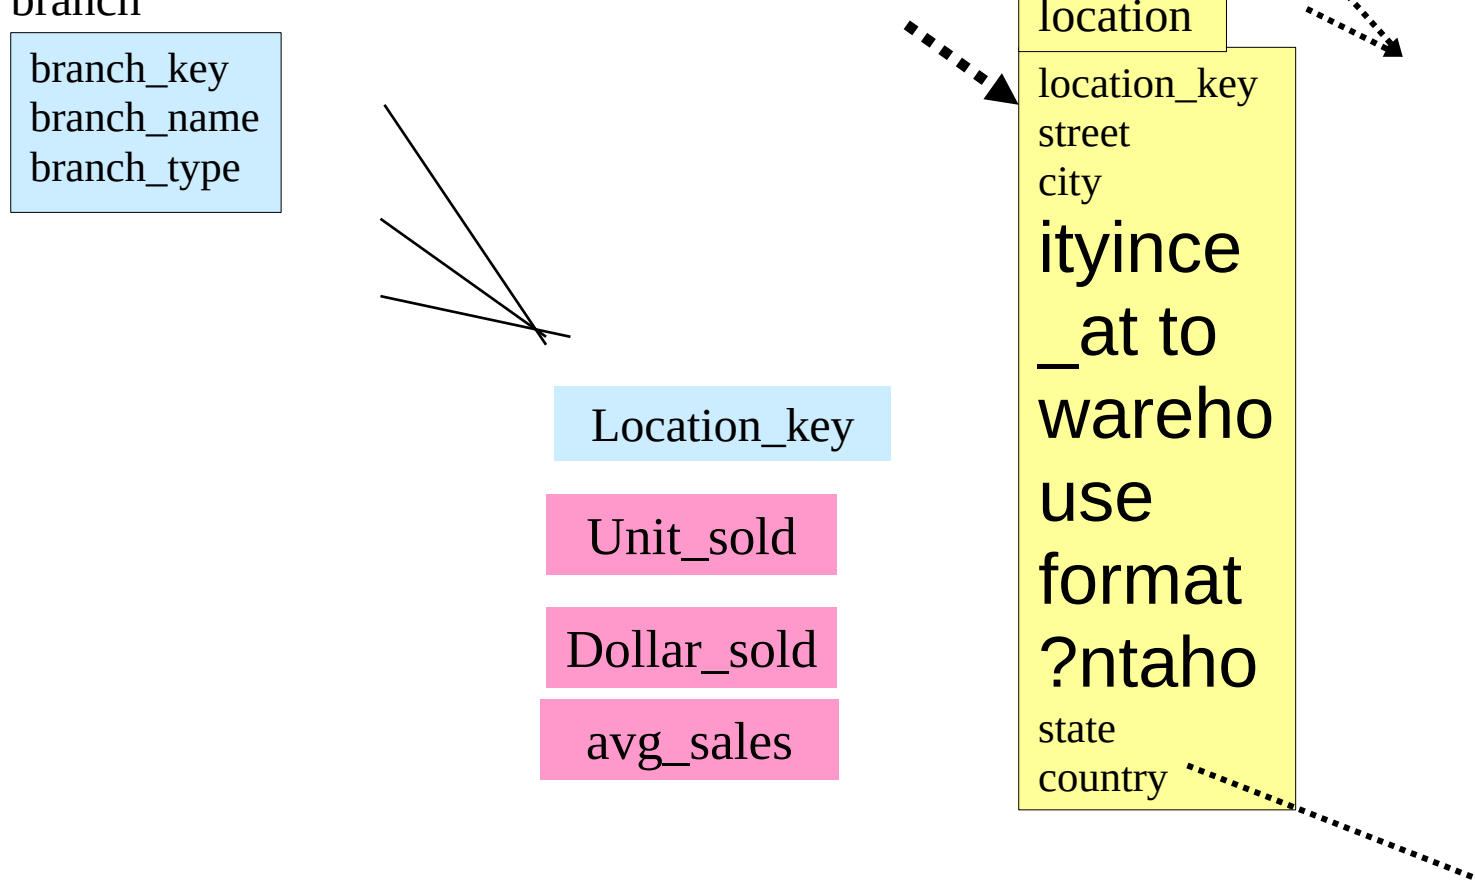 branch
branch_key
branch_name
branch_type
Location_key
Unit_sold
Dollar_sold
avg_sales
location
location_key
street
city
ityince
_at to
wareho
use
format
?ntaho
state
country